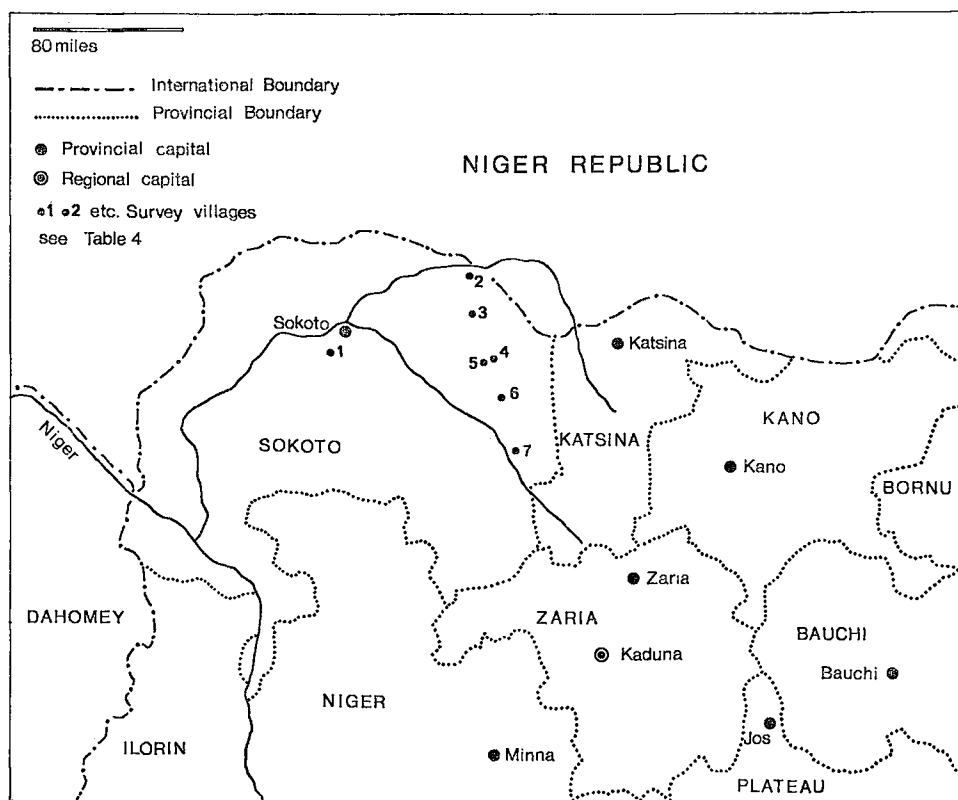 80 miles
International Boundary
Provincial Boundary
Provincial capital
Regional capital
1 2 etc. Survey villages
see Table 4
NIGER REPUBLIC
2
3
Sokoto
1
5 4
6
7
Katsina
KANO
SOKOTO
KATSINA
Kano
Niger
BORNU
Zaria
DAHOMEY
ZARIA
BAUCHI
Kaduna
Bauchi
NIGER
ILORIN
Minna
Jos
PLATEAU